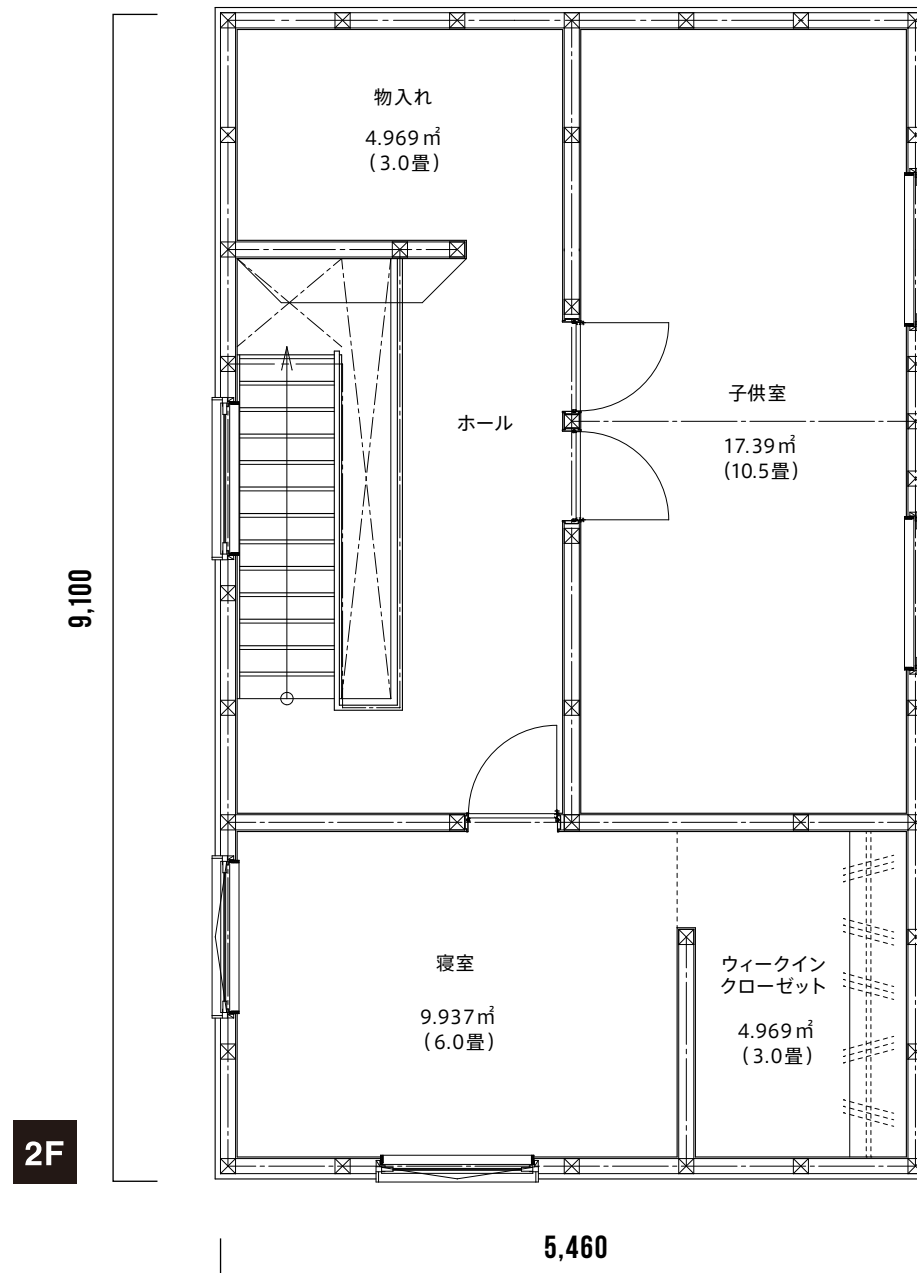 物入れ
4.969㎡
(3.0畳)
ホール
子供室
17.39㎡
(10.5畳)
9,100
寝室
9.937㎡
(6.0畳)
ウィークイン
クローゼット
4.969㎡
(3.0畳)
2F
5,460